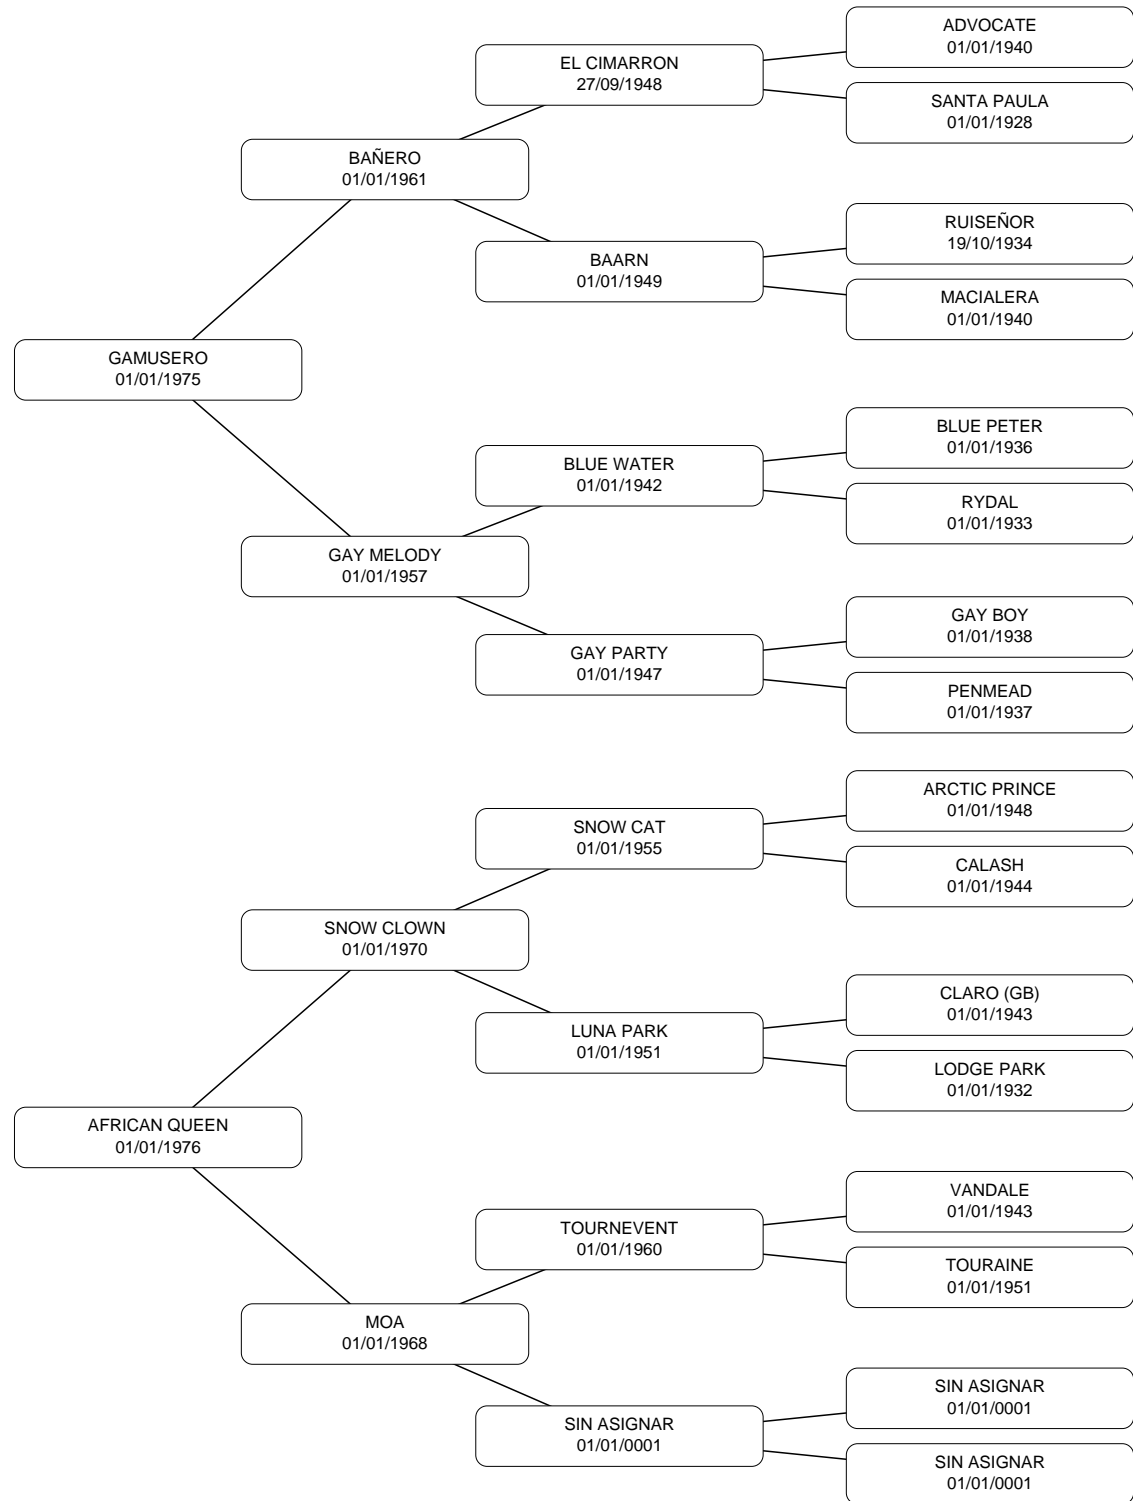 ADVOCATE
01/01/1940
EL CIMARRON
27/09/1948
SANTA PAULA
01/01/1928
BAÑERO
01/01/1961
RUISEÑOR
19/10/1934
BAARN
01/01/1949
MACIALERA
01/01/1940
GAMUSERO
01/01/1975
BLUE PETER
01/01/1936
BLUE WATER
01/01/1942
RYDAL
01/01/1933
GAY MELODY
01/01/1957
GAY BOY
01/01/1938
GAY PARTY
01/01/1947
PENMEAD
01/01/1937
ARCTIC PRINCE
01/01/1948
SNOW CAT
01/01/1955
CALASH
01/01/1944
SNOW CLOWN
01/01/1970
CLARO (GB)
01/01/1943
LUNA PARK
01/01/1951
LODGE PARK
01/01/1932
AFRICAN QUEEN
01/01/1976
VANDALE
01/01/1943
TOURNEVENT
01/01/1960
TOURAINE
01/01/1951
MOA
01/01/1968
SIN ASIGNAR
01/01/0001
SIN ASIGNAR
01/01/0001
SIN ASIGNAR
01/01/0001